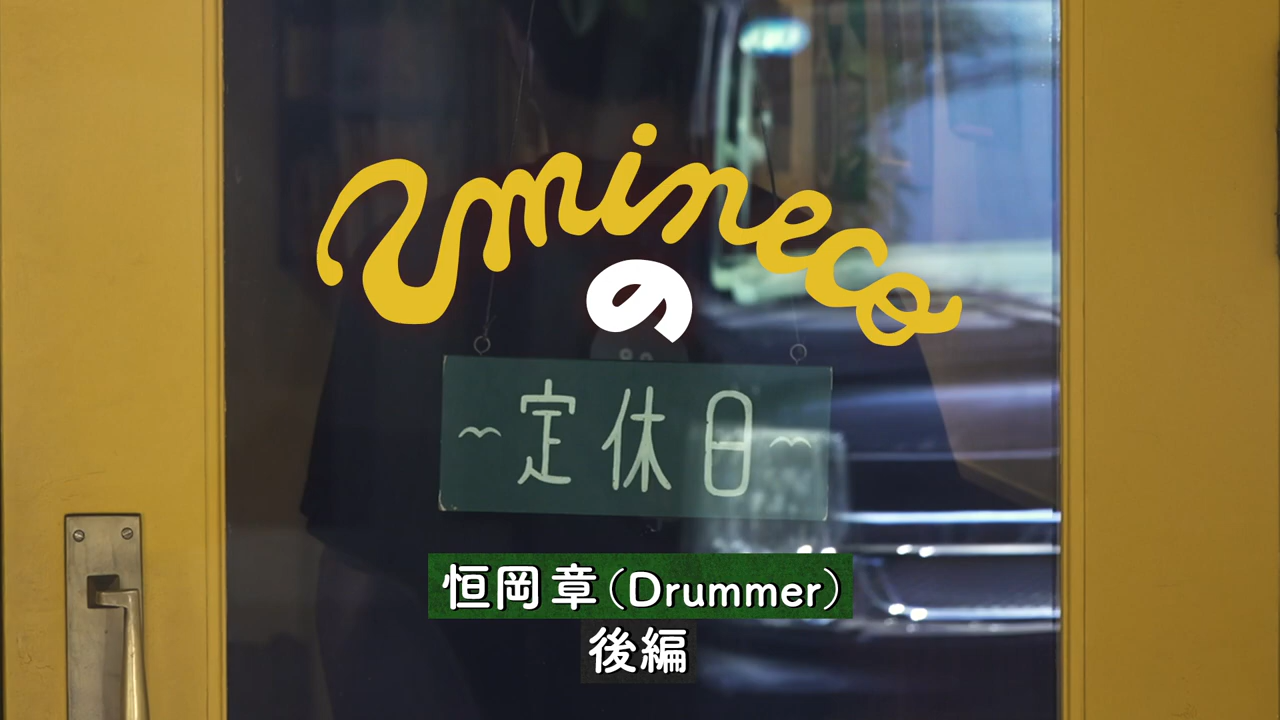 Umineco
の
～定休日～
恒岡 章（Drummer）
後編